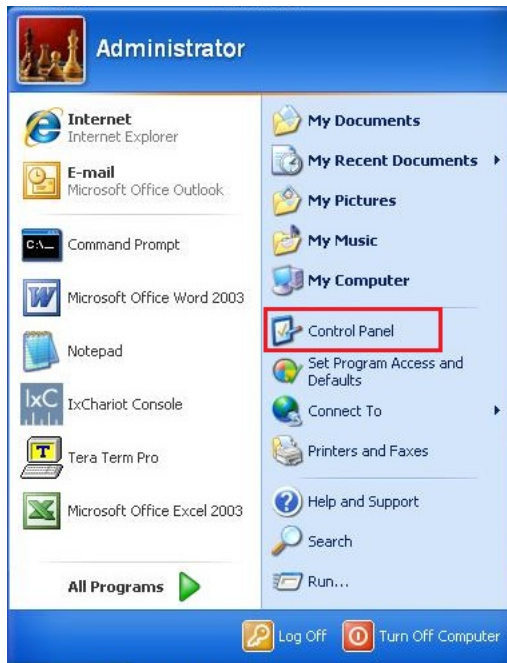 Administrator
Internet
Internet Explorer
E-mail
Microsoft Office Outlook
C:\_
Command Prompt
Microsoft Office Word 2003
Notepad
IxC
IxChariot Console
T
Tera Term Pro
Microsoft Office Excel 2003
All Programs
My Documents
My Recent Documents
My Pictures
My Music
My Computer
Control Panel
Set Program Access and
Defaults
Connect To
Printers and Faxes
Help and Support
Search
Run...
Log Off
Turn Off Computer